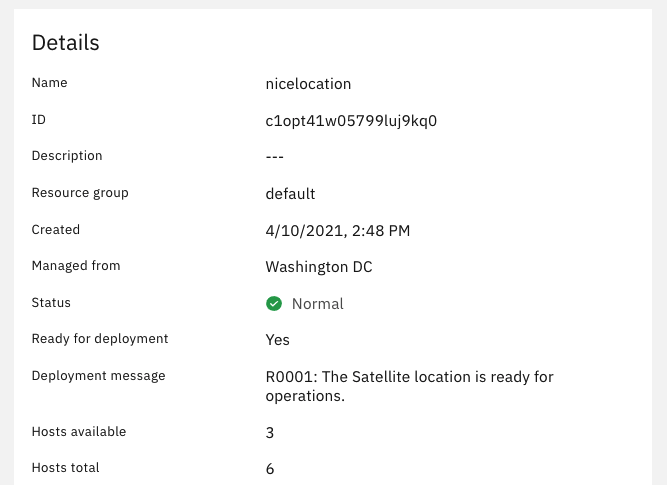 Details
Name nicelocation
ID c1opt41w05799luj9kq0
Description ---
Resource group default
Created 4/10/2021, 2:48 PM
Managed from Washington DC
Status Normal
Ready for deployment Yes
Deployment message R0001: The Satellite location is ready for
operations.
Hosts available 3
Hosts total 6